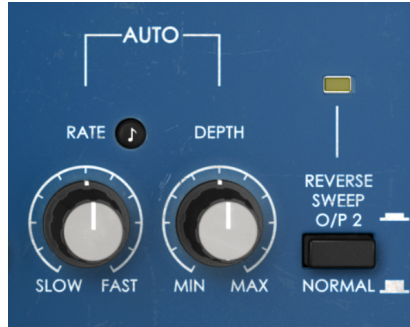 AUTO
RATE ♪ DEPTH
REVERSE
SWEEP
O/P 2
SLOW FAST MIN MAX NORMAL